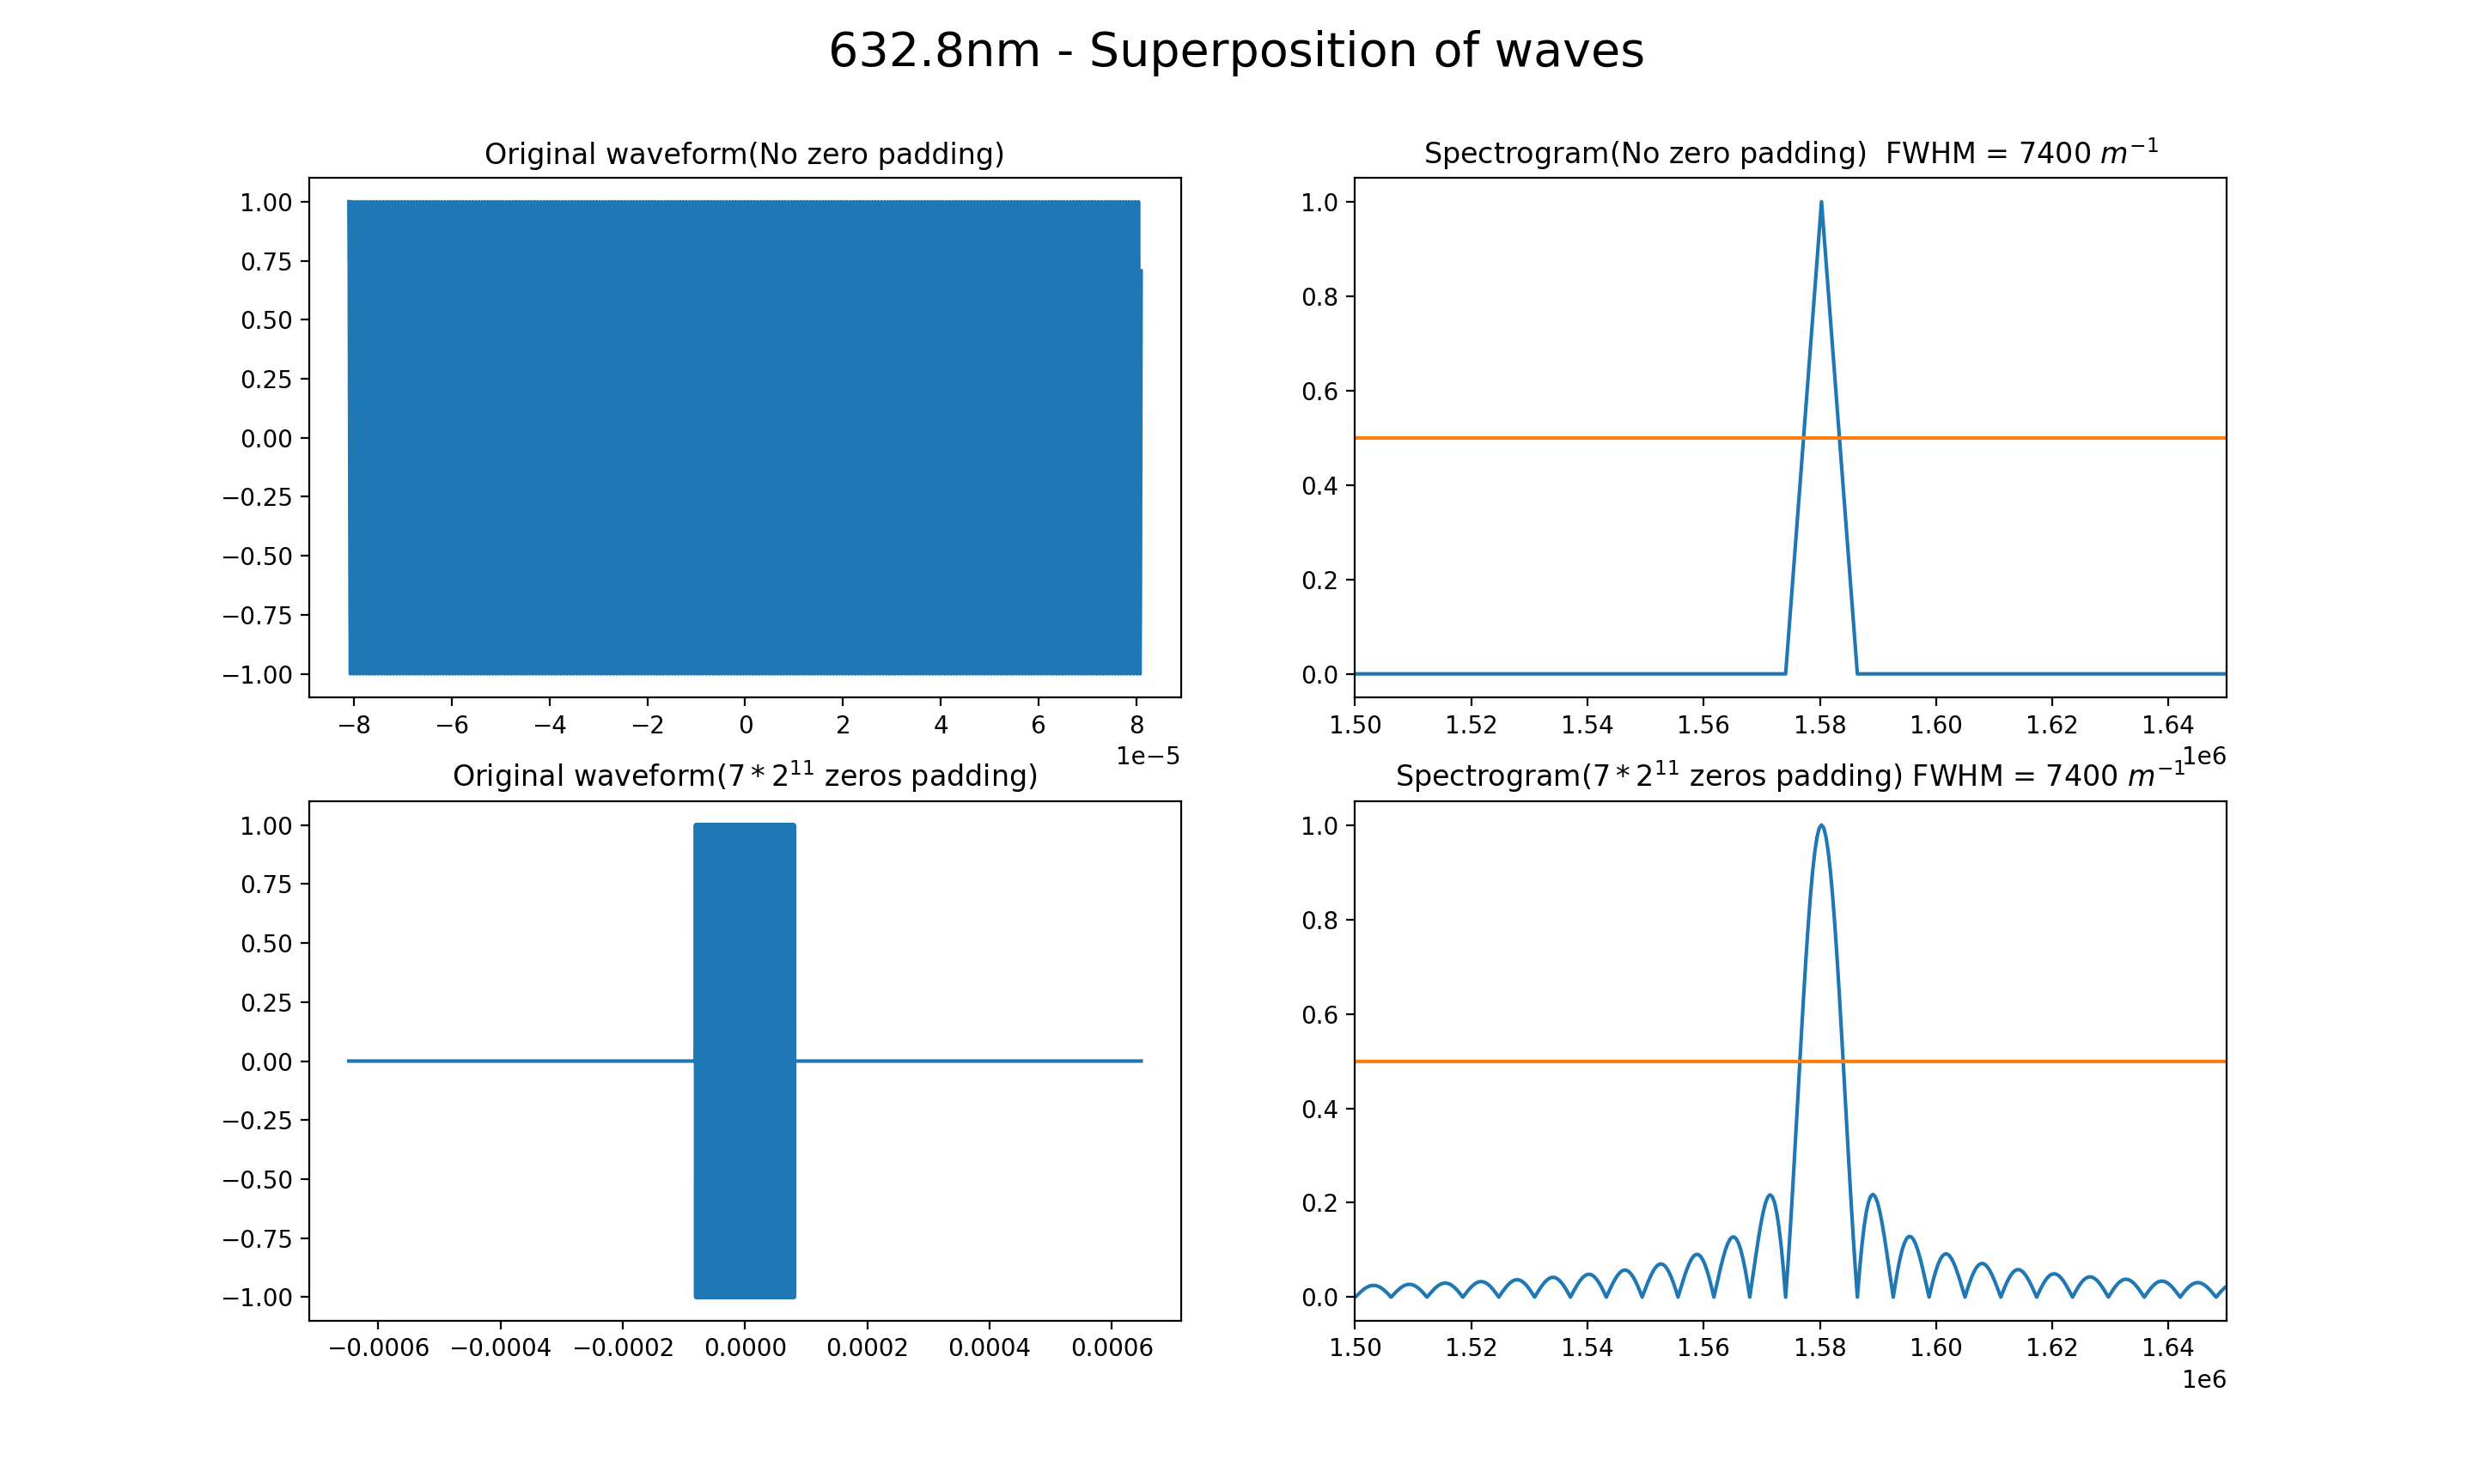 632.8nm - Superposition of waves
Original waveform(No zero padding)
1.00
0.75
0.50
0.25
0.00
−0.25
−0.50
−0.75
−1.00
−8 −6 −4 −2 0 2 4 6 8
1e−5
Spectrogram(No zero padding)  FWHM = 7400 m⁻¹
1.0
0.8
0.6
0.4
0.2
0.0
1.50 1.52 1.54 1.56 1.58 1.60 1.62 1.64
1e6
Original waveform(7 * 2¹¹ zeros padding)
1.00
0.75
0.50
0.25
0.00
−0.25
−0.50
−0.75
−1.00
−0.0006 −0.0004 −0.0002 0.0000 0.0002 0.0004 0.0006
Spectrogram(7 * 2¹¹ zeros padding) FWHM = 7400 m⁻¹
1.0
0.8
0.6
0.4
0.2
0.0
1.50 1.52 1.54 1.56 1.58 1.60 1.62 1.64
1e6